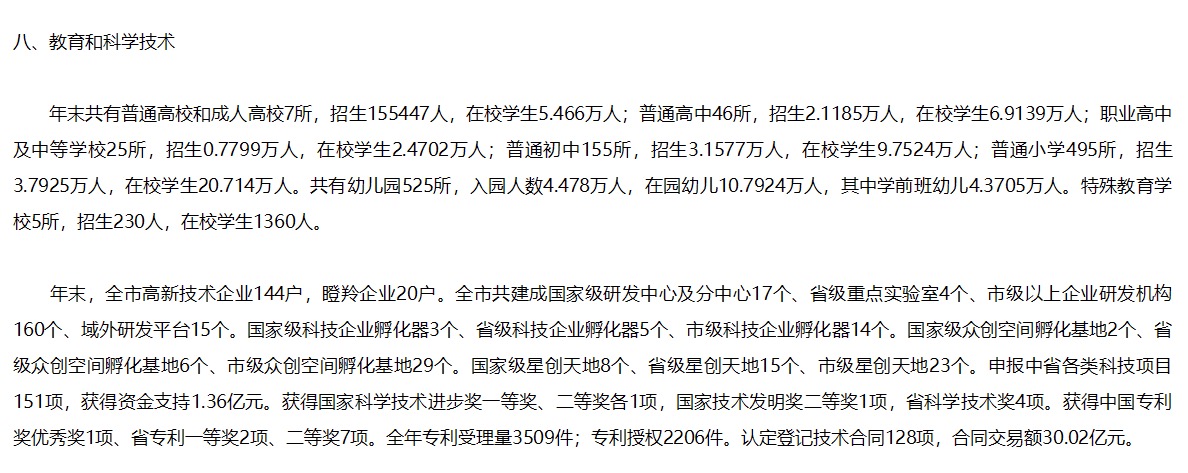 八、教育和科学技术
年末共有普通高校和成人高校7所，招生155447人，在校学生5.466万人；普通高中46所，招生2.1185万人，在校学生6.9139万人；职业高中
及中等学校25所，招生0.7799万人，在校学生2.4702万人；普通初中155所，招生3.1577万人，在校学生9.7524万人；普通小学495所，招生
3.7925万人，在校学生20.714万人。共有幼儿园525所，入园人数4.478万人，在园幼儿10.7924万人，其中学前班幼儿4.3705万人。特殊教育学
校5所，招生230人，在校学生1360人。
年末，全市高新技术企业144户，瞪羚企业20户。全市共建成国家级研发中心及分中心17个、省级重点实验室4个、市级以上企业研发机构
160个、域外研发平台15个。国家级科技企业孵化器3个、省级科技企业孵化器5个、市级科技企业孵化器14个。国家级众创空间孵化基地2个、省
级众创空间孵化基地6个、市级众创空间孵化基地29个。国家级星创天地8个、省级星创天地15个、市级星创天地23个。申报中省各类科技项目
151项，获得资金支持1.36亿元。获得国家科学技术进步奖一等奖、二等奖各1项，国家技术发明奖二等奖1项，省科学技术奖4项。获得中国专利
奖优秀奖1项、省专利一等奖2项、二等奖7项。全年专利受理量3509件；专利授权2206件。认定登记技术合同128项，合同交易额30.02亿元。